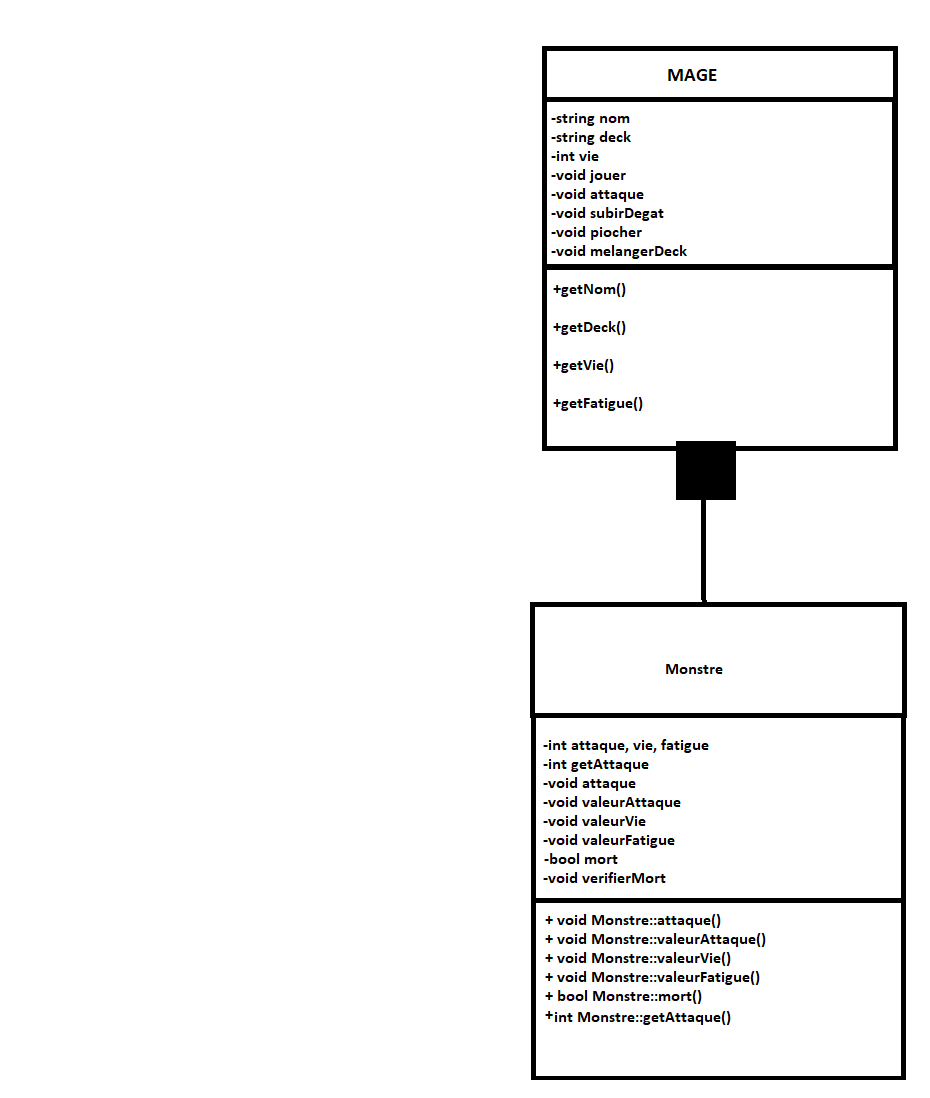 MAGE
-string nom
-string deck
-int vie
-void jouer
-void attaque
-void subirDegat
-void piocher
-void melangerDeck
+getNom()
+getDeck()
+getVie()
+getFatigue()
Monstre
-int attaque, vie, fatigue
-int getAttaque
-void attaque
-void valeurAttaque
-void valeurVie
-void valeurFatigue
-bool mort
-void verifierMort
+ void Monstre::attaque()
+ void Monstre::valeurAttaque()
+ void Monstre::valeurVie()
+ void Monstre::valeurFatigue()
+ bool Monstre::mort()
+int Monstre::getAttaque()